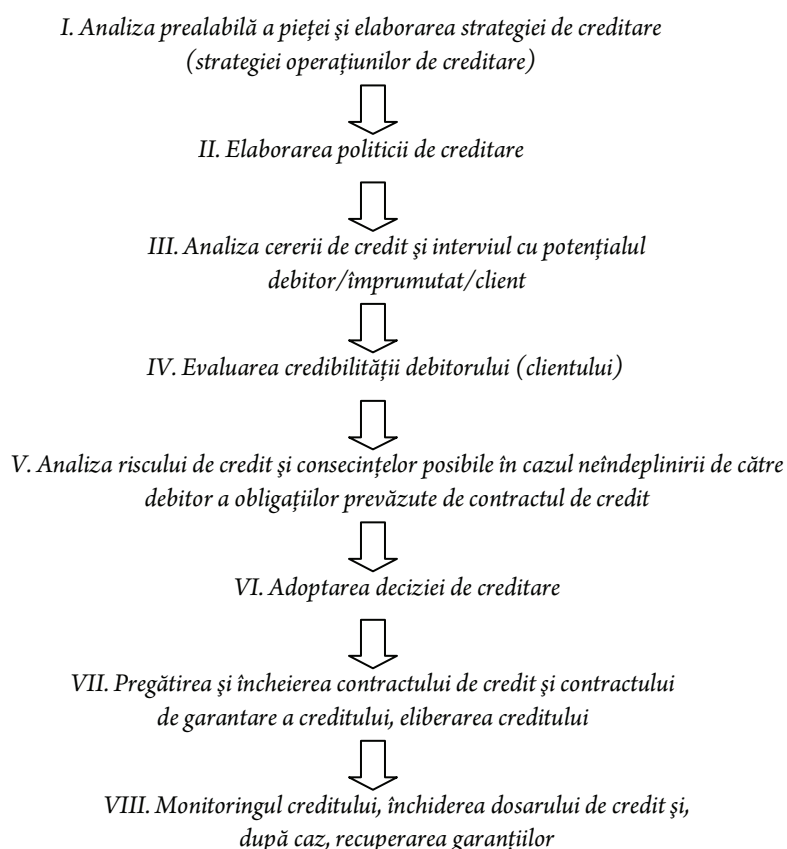 I. Analiza prealabilă a pieței și elaborarea strategiei de creditare
(strategiei operațiunilor de creditare)
II. Elaborarea politicii de creditare
III. Analiza cererii de credit şi interviul cu potențialul
debitor/împrumutat/client
IV. Evaluarea credibilității debitorului (clientului)
V. Analiza riscului de credit şi consecințelor posibile în cazul neîndeplinirii de către
debitor a obligațiilor prevăzute de contractul de credit
VI. Adoptarea deciziei de creditare
VII. Pregătirea şi încheierea contractului de credit şi contractului
de garantare a creditului, eliberarea creditului
VIII. Monitoringul creditului, închiderea dosarului de credit şi,
după caz, recuperarea garanțiilor